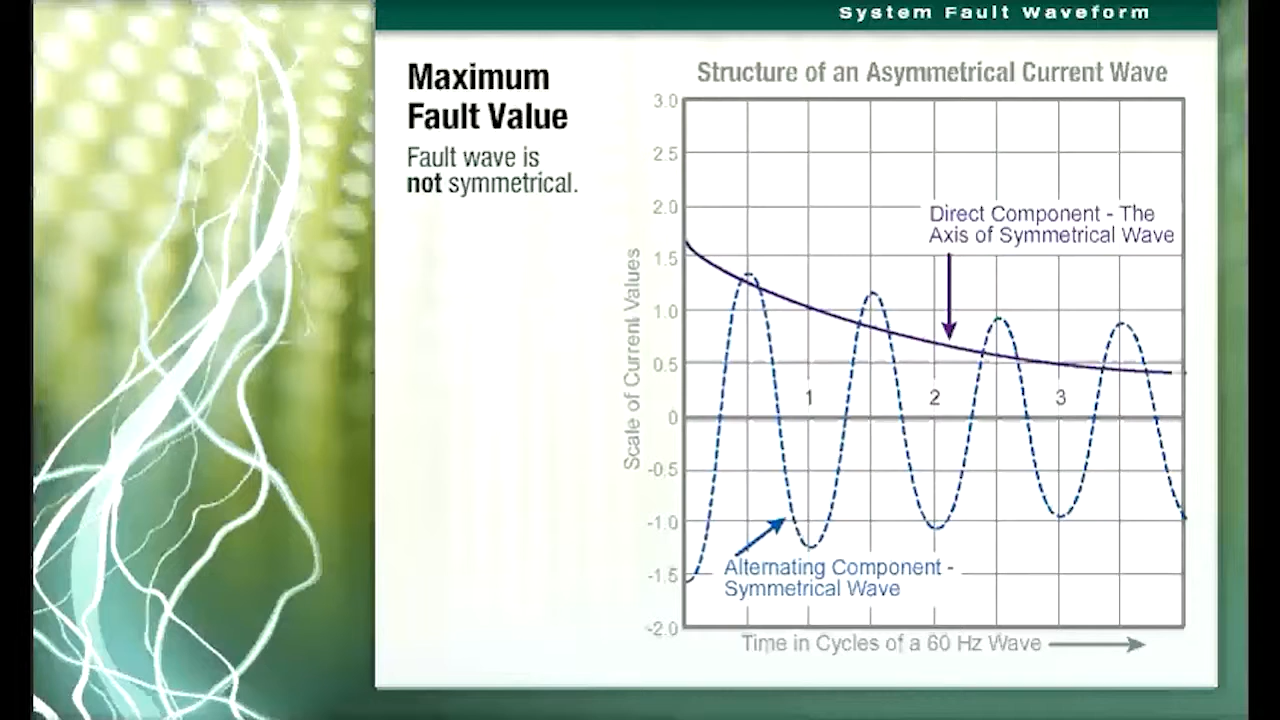 System Fault Waveform
Maximum
Fault Value
Fault wave is
not symmetrical.
Structure of an Asymmetrical Current Wave
Scale of Current Values
3.0
2.5
2.0
1.5
1.0
0.5
0
-0.5
-1.0
-1.5
-2.0
Direct Component - The
Axis of Symmetrical Wave
1
2
3
Alternating Component -
Symmetrical Wave
Time in Cycles of a 60 Hz Wave